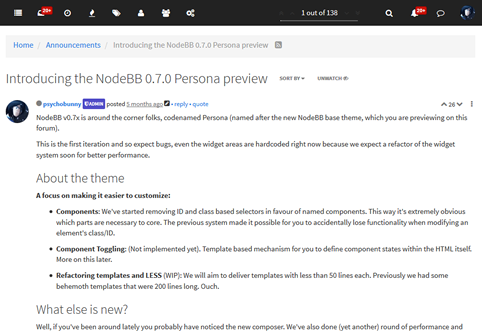 20+
1 out of 138
20+
Home / Announcements / Introducing the NodeBB 0.7.0 Persona preview
Introducing the NodeBB 0.7.0 Persona preview SORT BY UNWATCH
psychobunny ADMIN posted 5 months ago • reply • quote 26
NodeBB v0.7x is around the corner folks, codenamed Persona (named after the new NodeBB base theme, which you are previewing on this
forum).
This is the first iteration and so expect bugs, even the widget areas are hardcoded right now because we expect a refactor of the widget
system soon for better performance.
About the theme
A focus on making it easier to customize:
• Components: We've started removing ID and class based selectors in favour of named components. This way it's extremely obvious
which parts are necessary to core. The previous system made it possible for you to accidentally lose functionality when modifying an
element's class/ID.
• Component Toggling: (Not implemented yet). Template based mechanism for you to define component states within the HTML itself.
More on this later.
• Refactoring templates and LESS (WIP): We will aim to deliver templates with less than 50 lines each. Previously we had some
behemoth templates that were 200 lines long. Ouch.
What else is new?
Well, if you've been around lately you probably have noticed the new composer. We've also done (yet another) round of performance and